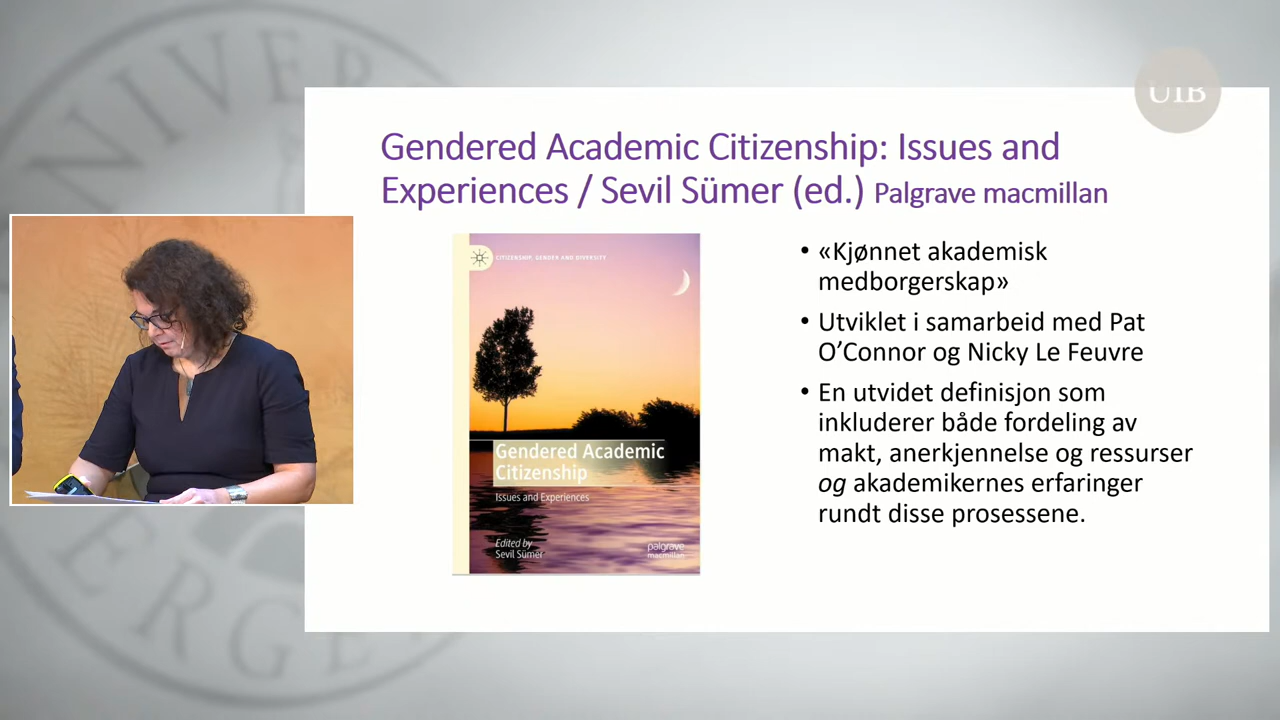 UiB
Gendered Academic Citizenship: Issues and
Experiences / Sevil Sümer (ed.) Palgrave macmillan
CITIZENSHIP, GENDER AND DIVERSITY
Gendered Academic
Citizenship
Issues and Experiences
Edited by
Sevil Sümer
palgrave
macmillan
• «Kjønnet akademisk
medborgerskap»
• Utviklet i samarbeid med Pat
O’Connor og Nicky Le Feuvre
• En utvidet definisjon som
inkluderer både fordeling av
makt, anerkjennelse og ressurser
og akademikernes erfaringer
rundt disse prosessene.